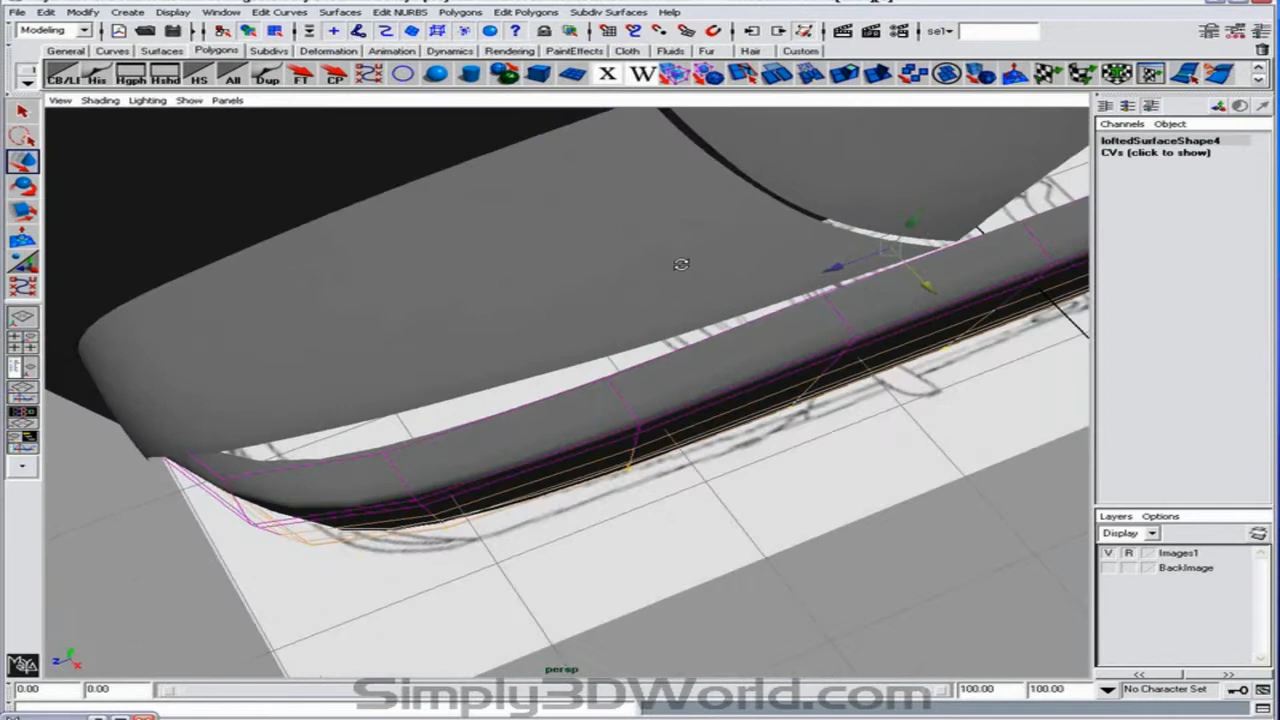 File Edit Modify Create Display Window Edit Curves Surfaces Edit NURBS Polygons Edit Polygons Subdiv Surfaces Help
Modeling sel-
General Curves Surfaces Polygons Subdivs Deformation Animation Dynamics Rendering PaintEffects Cloth Fluids Fur Hair Custom
CB/LI His Hgph Hshd HS All Dup FT CP X W
View Shading Lighting Show Panels
Channels Object
loftedSurfaceShape4
CVs (click to show)
Layers Options
Display
V R Images1
BackImage
persp
0.00 0.00 100.00 100.00 No Character Set
Simply3DWorld.com